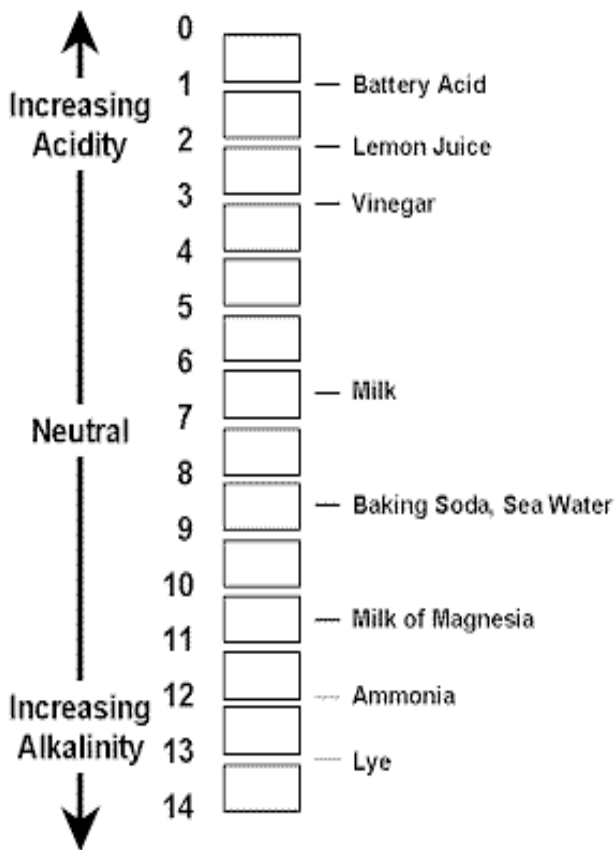 0
1
Battery Acid
Increasing
Acidity
2
Lemon Juice
3
Vinegar
4
5
6
Milk
7
Neutral
8
Baking Soda, Sea Water
9
10
Milk of Magnesia
11
12
Ammonia
Increasing
Alkalinity
13
Lye
14